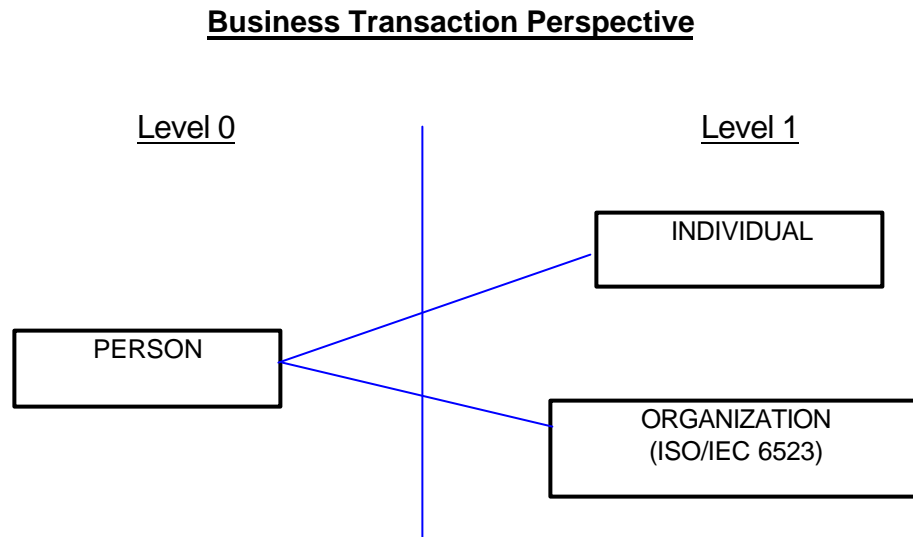 Business Transaction Perspective
Level 0
Level 1
INDIVIDUAL
PERSON
ORGANIZATION
(ISO/IEC 6523)